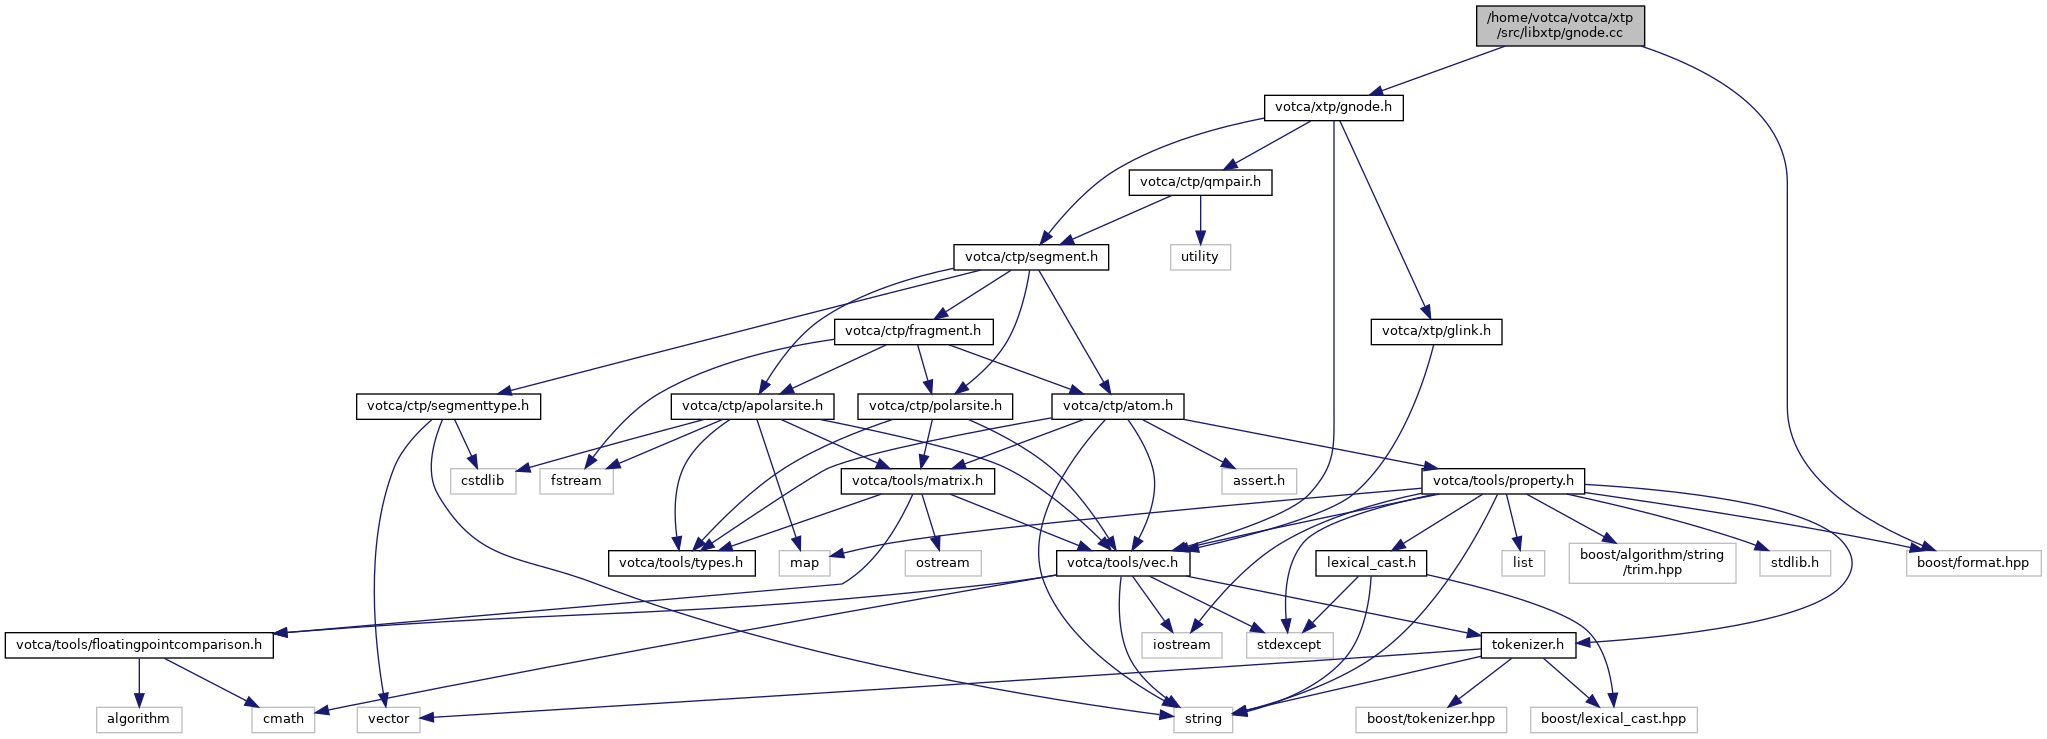 /home/votca/votca/xtp
/src/libxtp/gnode.cc
votca/xtp/gnode.h
votca/ctp/qmpair.h
votca/ctp/segment.h
utility
votca/ctp/fragment.h
votca/xtp/glink.h
votca/ctp/segmenttype.h
votca/ctp/apolarsite.h
votca/ctp/polarsite.h
votca/ctp/atom.h
cstdlib
fstream
votca/tools/matrix.h
assert.h
votca/tools/property.h
votca/tools/types.h
map
ostream
votca/tools/vec.h
lexical_cast.h
list
boost/algorithm/string
/trim.hpp
stdlib.h
boost/format.hpp
votca/tools/floatingpointcomparison.h
iostream
stdexcept
tokenizer.h
algorithm
cmath
vector
string
boost/tokenizer.hpp
boost/lexical_cast.hpp